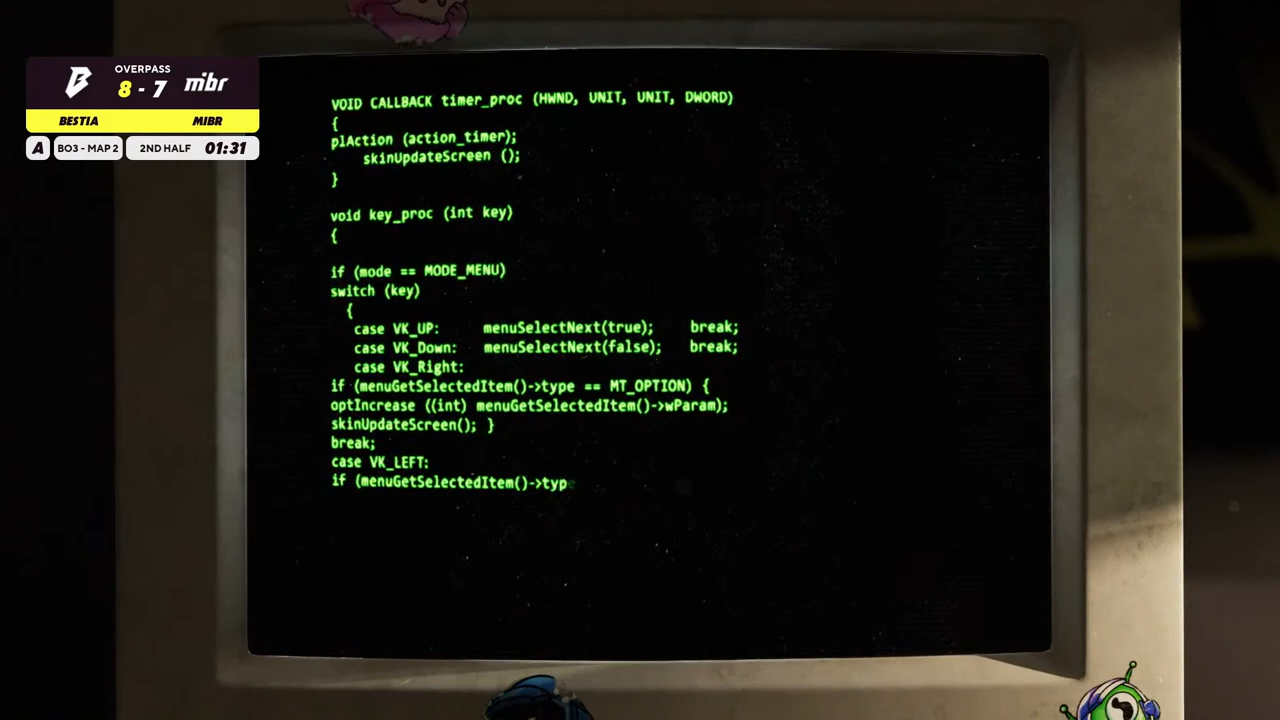 OVERPASS
8 - 7
mibr
BESTIA MIBR
A BO3 - MAP 2 2ND HALF 01:31
VOID CALLBACK timer_proc (HWND, UNIT, UNIT, DWORD)
{
plAction (action_timer);
skinUpdateScreen ();
}
void key_proc (int key)
{
if (mode == MODE_MENU)
switch (key)
{
case VK_UP: menuSelectNext(true); break;
case VK_Down: menuSelectNext(false); break;
case VK_Right:
if (menuGetSelectedItem()->type == MT_OPTION) {
optIncrease ((int) menuGetSelectedItem()->wParam);
skinUpdateScreen(); }
break;
case VK_LEFT:
if (menuGetSelectedItem()->type